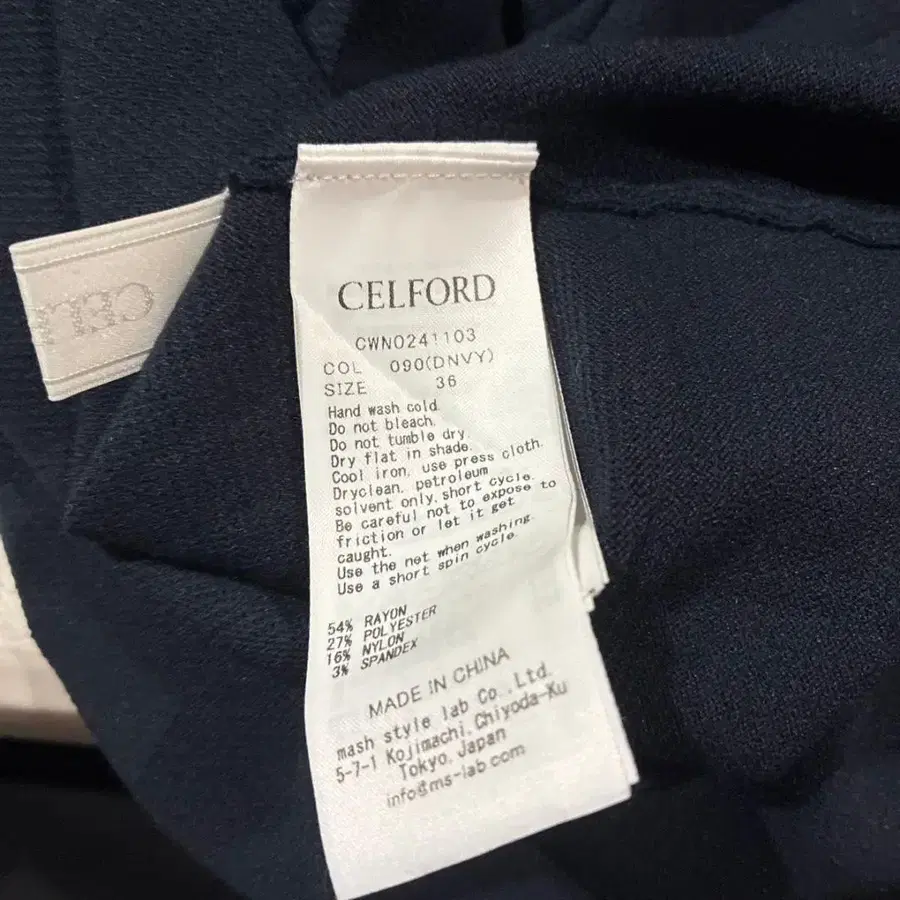 CELFORD
CWNO241103
COL 090(DNVY)
SIZE 36
Hand wash cold.
Do not bleach.
Do not tumble dry.
Dry flat in shade.
Cool iron, use press cloth.
Dryclean, petroleum
solvent only, short cycle.
Be careful not to expose to
friction or let it get
caught.
Use the net when washing.
Use a short spin cycle.
54% RAYON
27% POLYESTER
16% NYLON
3% SPANDEX
MADE IN CHINA
mash style lab Co.,Ltd.
5-7-1 Kojimachi,Chiyoda-Ku
Tokyo,Japan
info@ms-lab.com